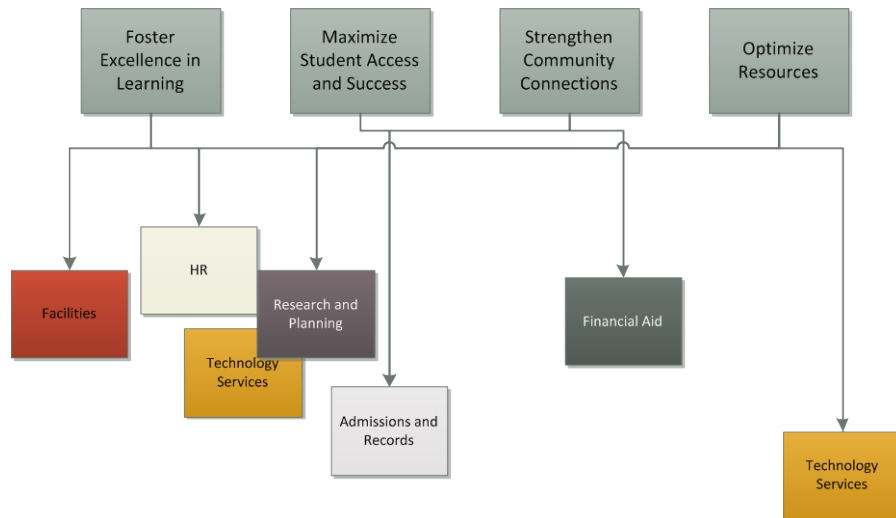 Foster
Excellence in
Learning
Maximize
Student Access
and Success
Strengthen
Community
Connections
Optimize
Resources
HR
Facilities
Research and
Planning
Financial Aid
Technology
Services
Admissions and
Records
Technology
Services